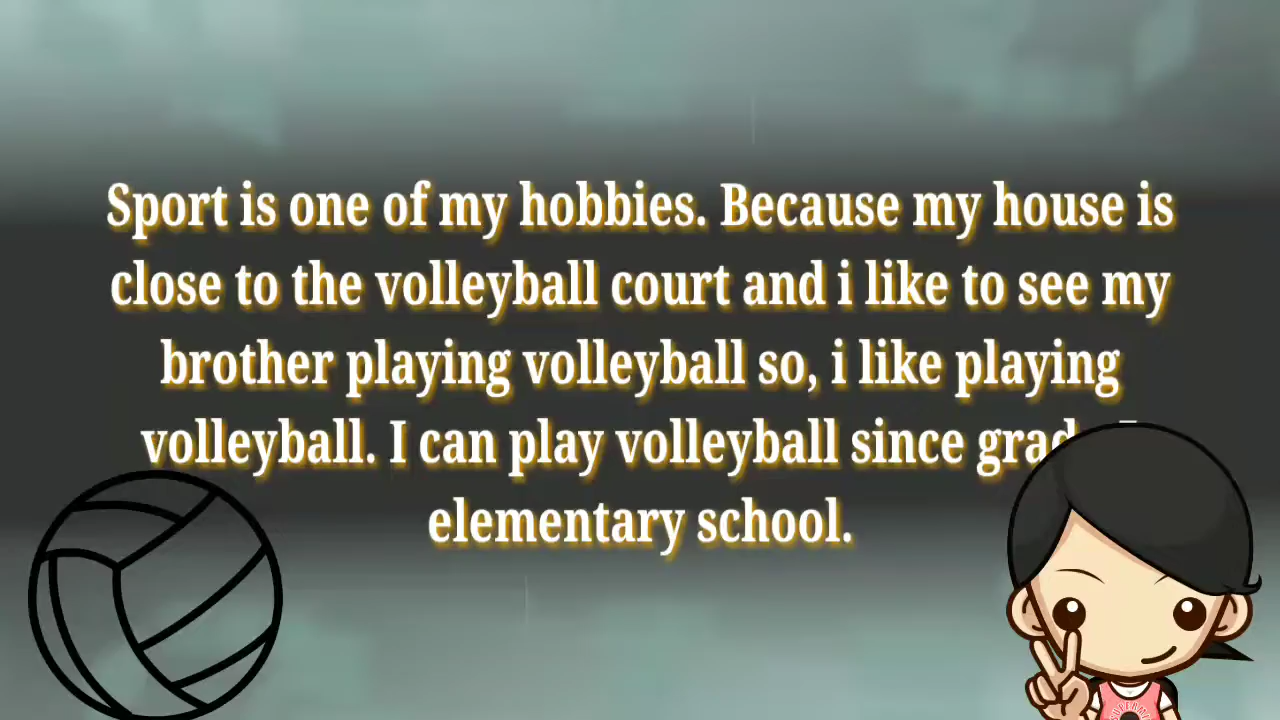 Sport is one of my hobbies. Because my house is
close to the volleyball court and i like to see my
brother playing volleyball so, i like playing
volleyball. I can play volleyball since
elementary school.